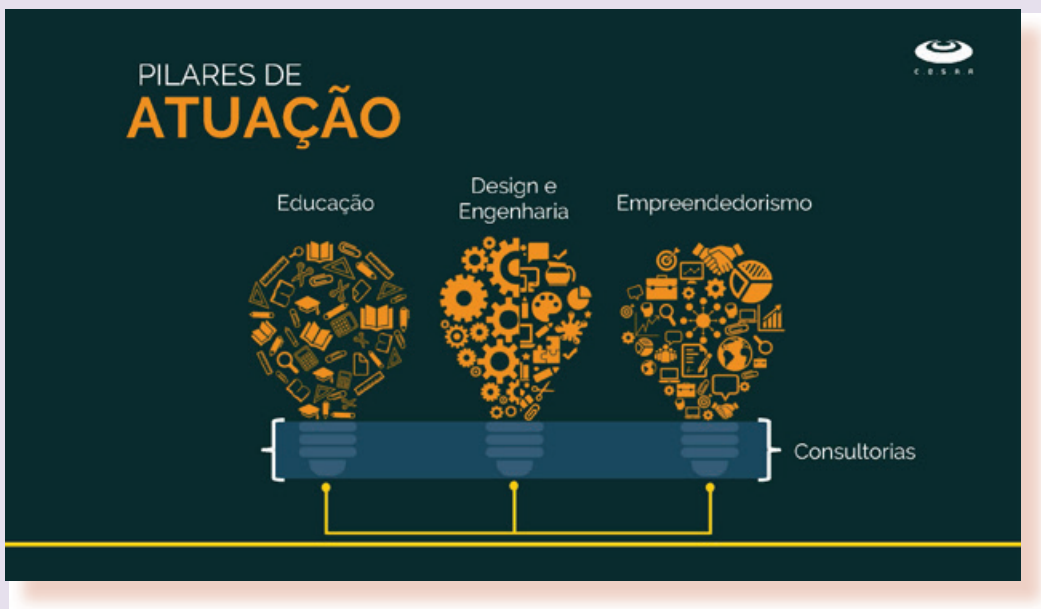 PILARES DE
ATUAÇÃO
C.E.S.A.R
Educação
Design e
Engenharia
Empreendedorismo
Consultorias